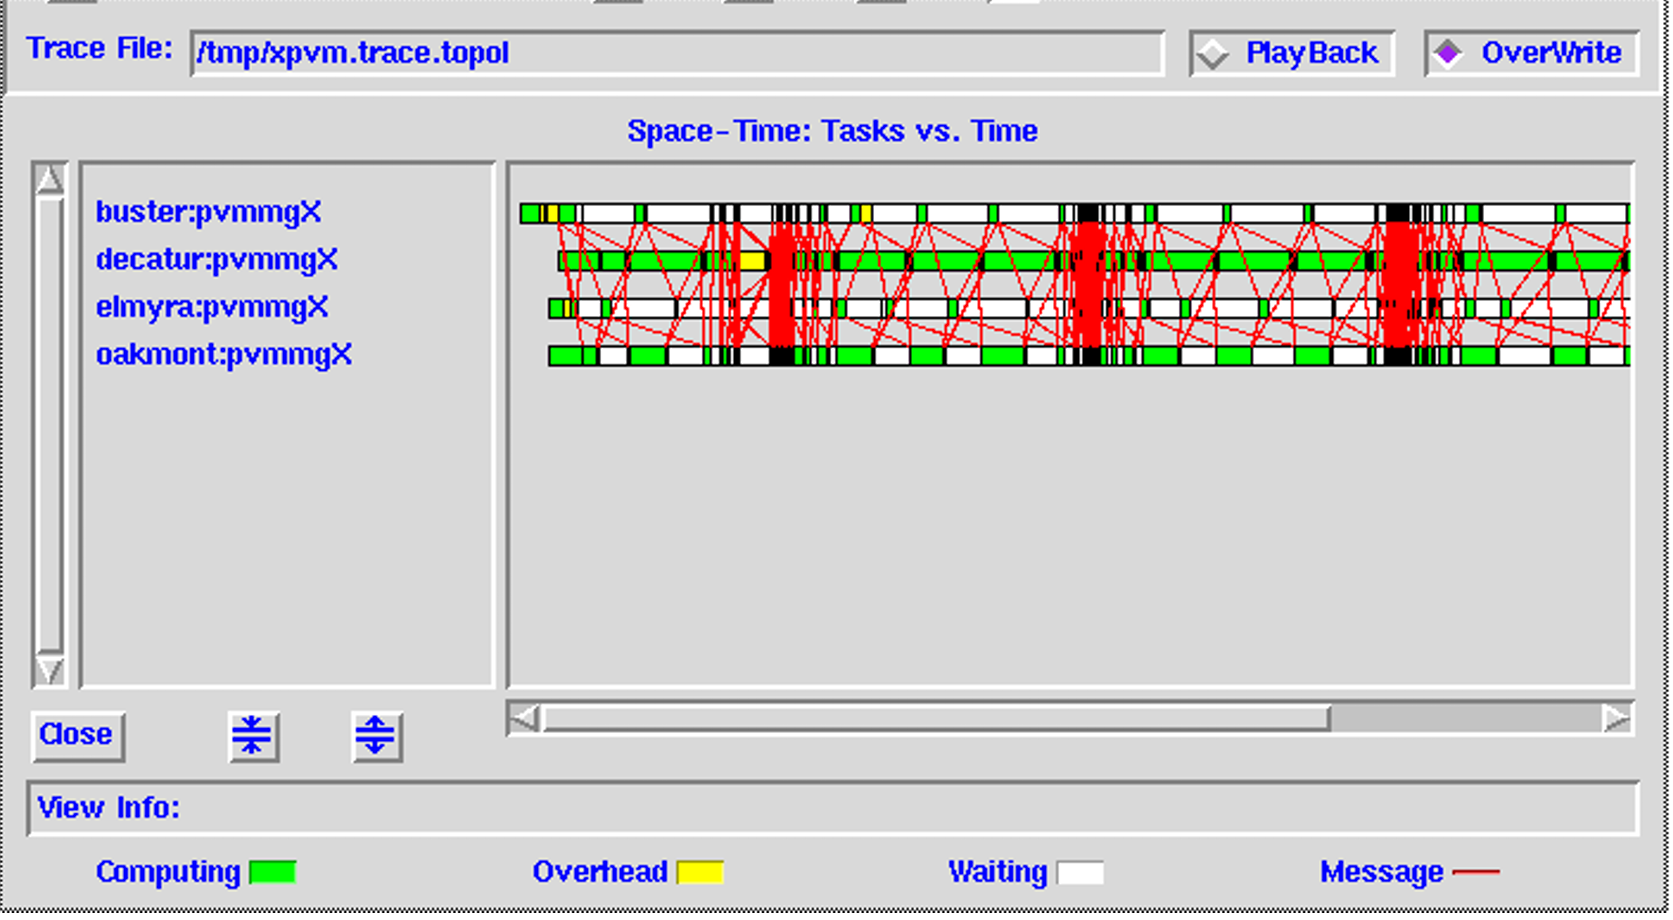 Trace File: /tmp/xpvm.trace.topol PlayBack OverWrite
Space-Time: Tasks vs. Time
buster:pvmmgX
decatur:pvmmgX
elmyra:pvmmgX
oakmont:pvmmgX
Close
View Info:
Computing Overhead Waiting Message